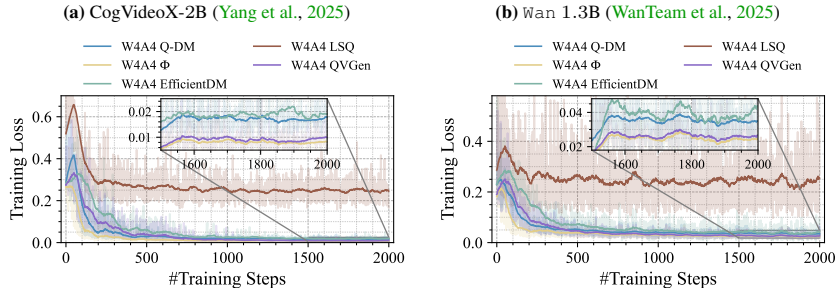 (a) CogVideoX-2B (Yang et al., 2025)
W4A4 Q-DM
W4A4 Φ
W4A4 EfficientDM
W4A4 LSQ
W4A4 QVGen
Training Loss
0.6
0.4
0.2
0.0
0.02
0.01
1600
1800
2000
0
500
1000
1500
2000
#Training Steps
(b) Wan 1.3B (WanTeam et al., 2025)
W4A4 Q-DM
W4A4 Φ
W4A4 EfficientDM
W4A4 LSQ
W4A4 QVGen
Training Loss
0.4
0.2
0.0
0.04
0.02
1600
1800
2000
0
500
1000
1500
2000
#Training Steps